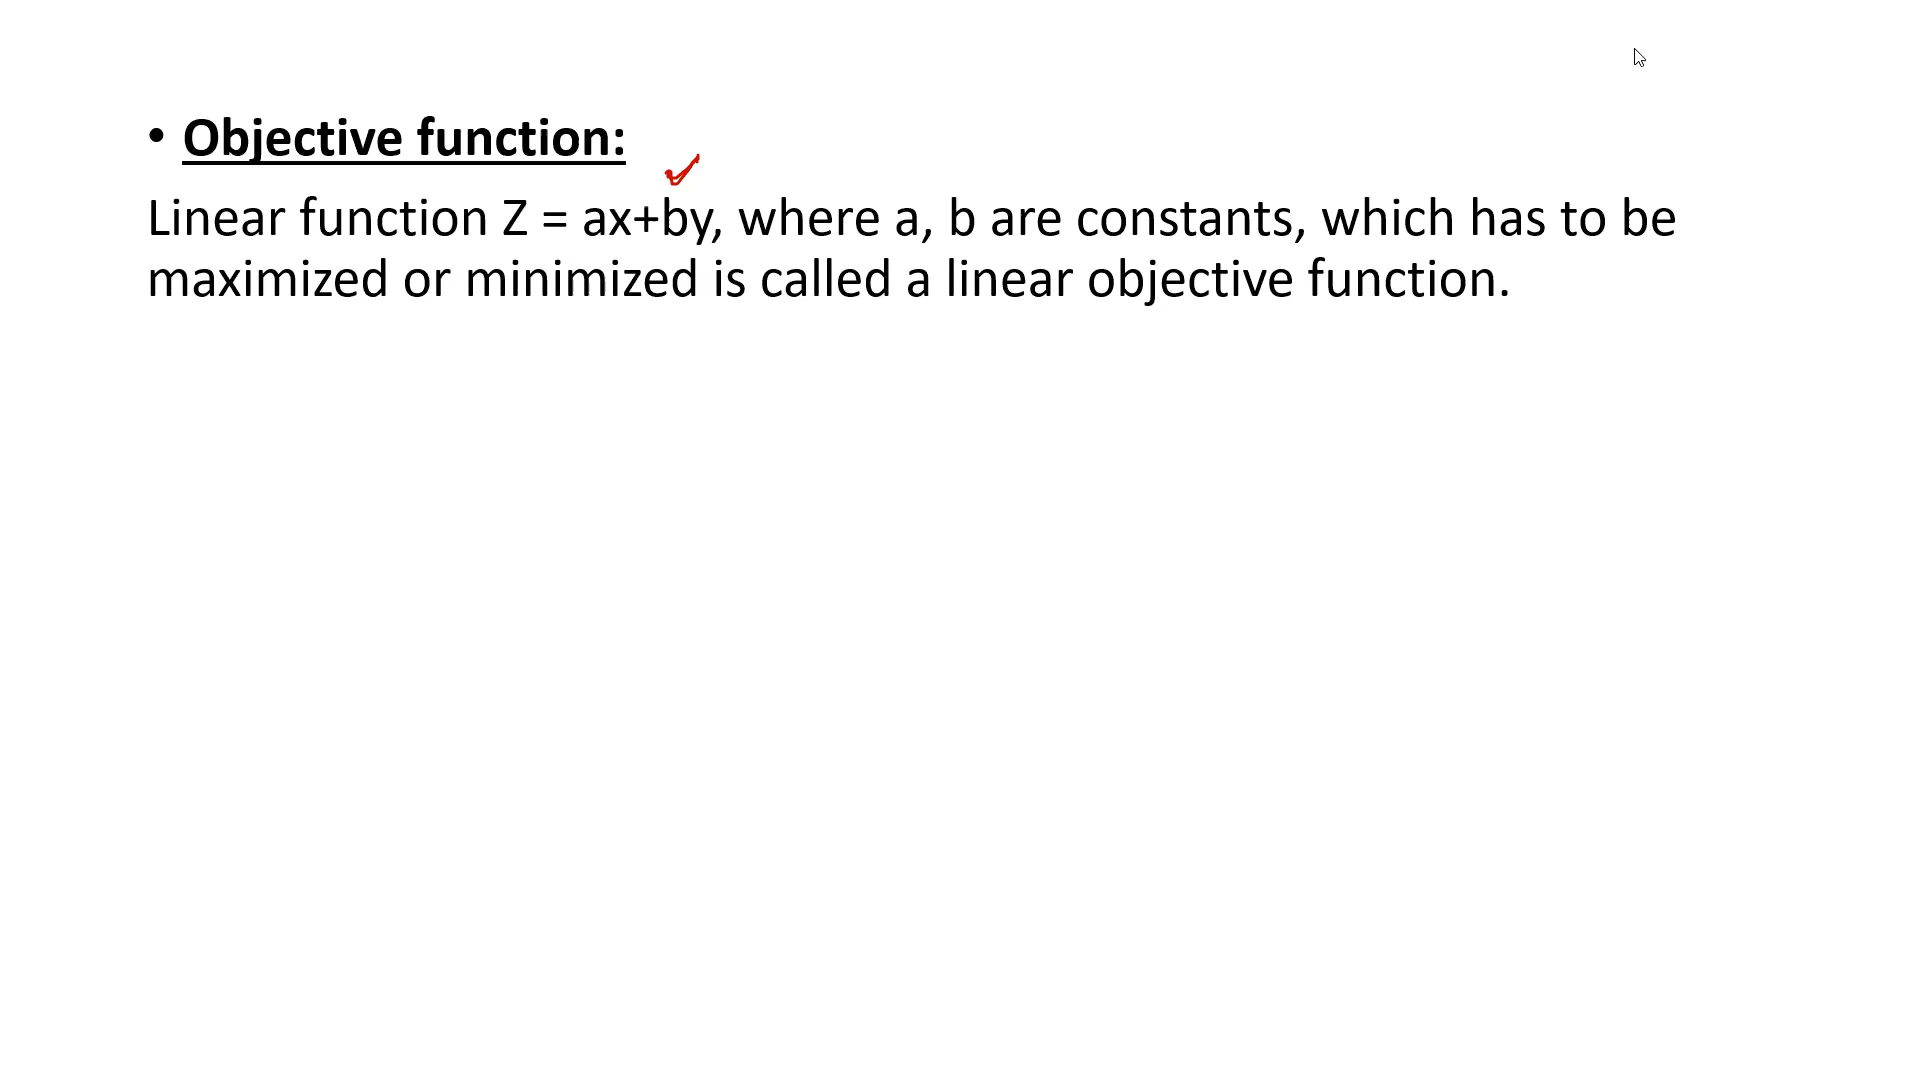 • Objective function:
Linear function Z = ax+by, where a, b are constants, which has to be
maximized or minimized is called a linear objective function.